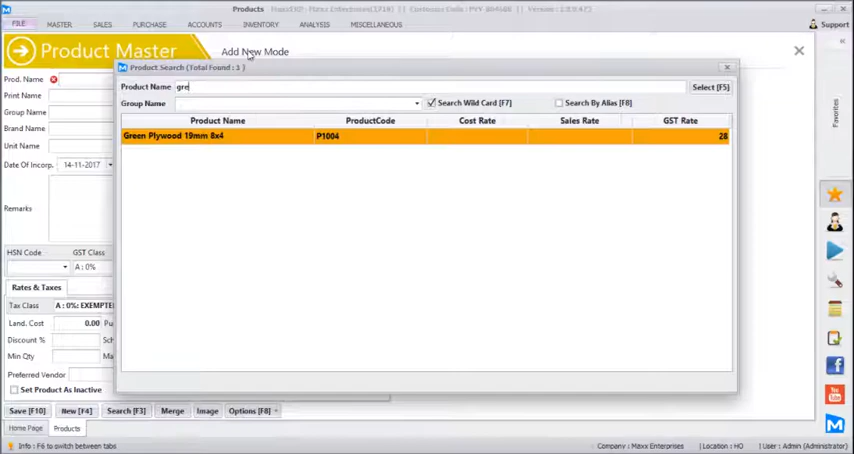 Products
FILE MASTER SALES PURCHASE ACCOUNTS INVENTORY ANALYSIS MISCELLANEOUS Support
Product Master Add New Mode
Product Search (Total Found : 1 )
Prod. Name
Product Name gre Select [F5]
Print Name
Group Name
Group Name Search Wild Card [F7] Search By Alias [F8]
Brand Name
Product Name ProductCode Cost Rate Sales Rate GST Rate
Green Plywood 19mm 8x4 P1004 28
Unit Name
Date Of Incorp. 14-11-2017
Remarks
Favorites
HSN Code GST Class
A : 0%
Rates & Taxes
Tax Class A : 0%: EXEMPTE
Land. Cost 0.00 Pu
Discount % Sch
Min Qty Ma
Preferred Vendor
Set Product As Inactive
Save [F10] New [F4] Search [F3] Merge Image Options [F8]
Home Page Products
Info : F6 to switch between tabs Company : Maxx Enterprises Location : HO User : Admin (Administrator)